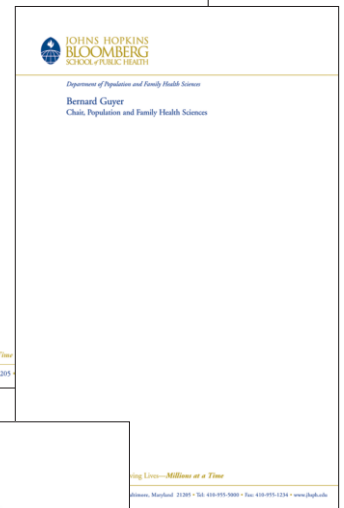 JOHNS HOPKINS
BLOOMBERG
SCHOOL of PUBLIC HEALTH
Department of Population and Family Health Sciences
Bernard Guyer
Chair, Population and Family Health Sciences
Time
205 •
ving Lives—Millions at a Time
Maryland 21205 • Tel: 410-955-5000 • Fax: 410-955-1234 • www.jhsph.edu